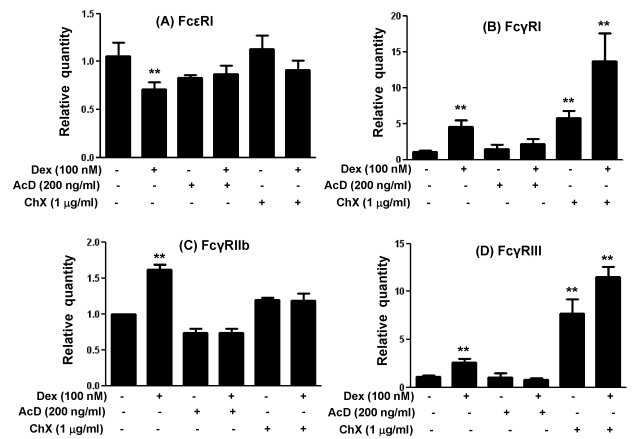 (A) FcεRI
Relative quantity
1.5
1.0
0.5
0.0
**
Dex (100 nM) - + - + - +
AcD (200 ng/ml) - - + + - -
ChX (1 μg/ml) - - - - + +
(B) FcγRI
Relative quantity
20
15
10
5
0
** ** **
Dex (100 nM) - + - + - +
AcD (200 ng/ml) - - + + - -
ChX (1 μg/ml) - - - - + +
(C) FcγRIIb
Relative quantity
2.0
1.5
1.0
0.5
0.0
**
Dex (100 nM) - + - + - +
AcD (200 ng/ml) - - + + - -
ChX (1 μg/ml) - - - - + +
(D) FcγRIII
Relative quantity
15
10
5
0
** ** **
Dex (100 nM) - + - + - +
AcD (200 ng/ml) - - + + - -
ChX (1 μg/ml) - - - - + +